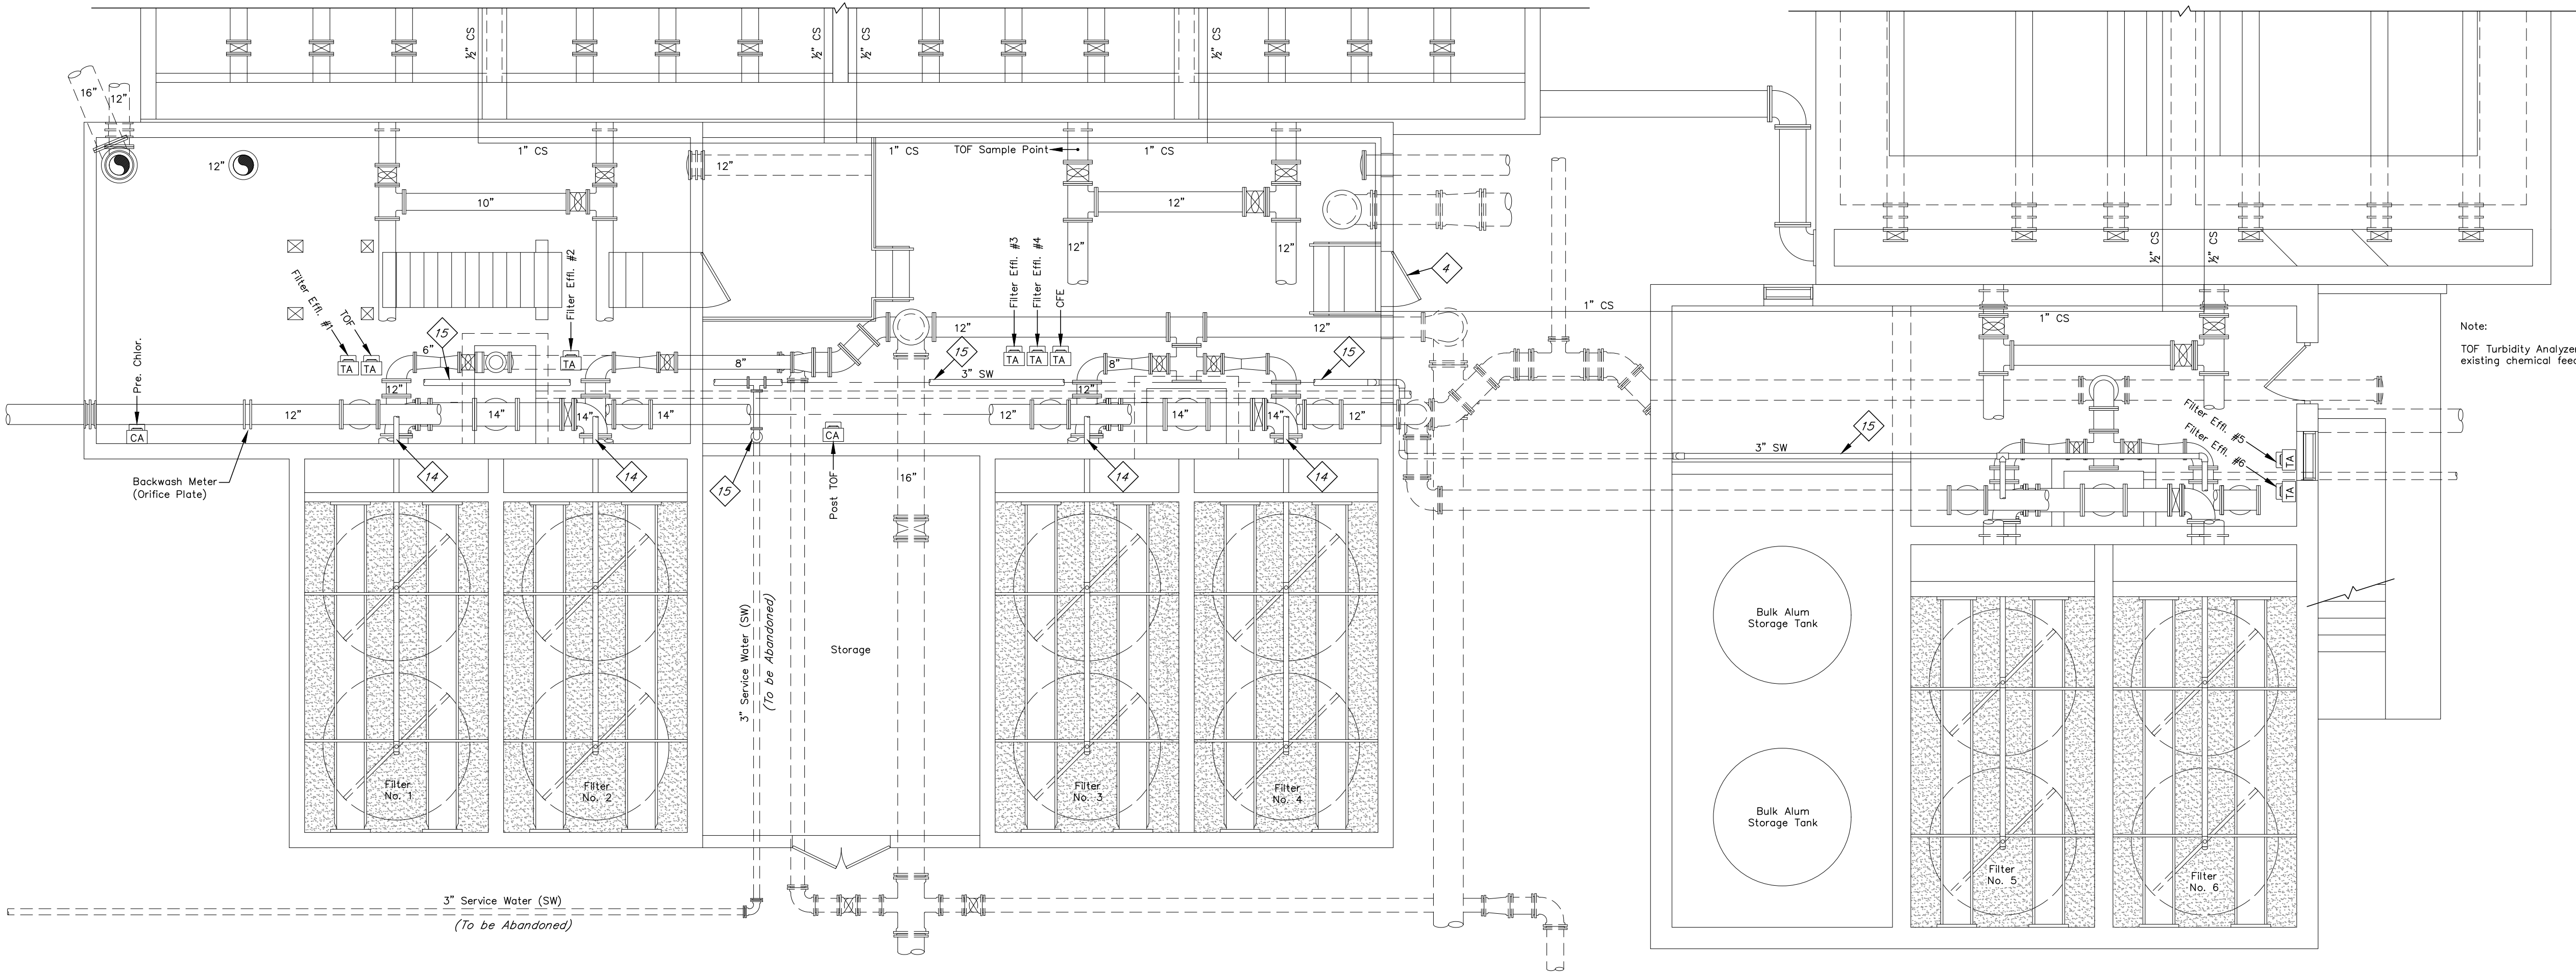 ½" CS
½" CS
½" CS
½" CS
16"
12"
12"
1" CS
12"
1" CS
TOF Sample Point
1" CS
10"
12"
12"
12"
½" CS
½" CS
4
1" CS
1" CS
Filter Effl. #1
TOF
Filter Effl. #2
Filter Effl. #3
Filter Effl. #4
CFE
Note:
TOF Turbidity Analyzer
existing chemical feed
15
6"
TA
TA
TA
8"
12"
15
3" SW
TA
TA
TA
8"
12"
15
Pre. Chlor.
CA
12"
12"
14"
14"
14"
CA
Post TOF
12"
12"
14"
14"
12"
Filter Effl. #5
Filter Effl. #6
TA
TA
15
3" SW
Backwash Meter
(Orifice Plate)
14
14
15
16"
14
14
3" Service Water (SW)
(To be Abandoned)
Storage
Bulk Alum
Storage Tank
Bulk Alum
Storage Tank
Filter
No. 1
Filter
No. 2
Filter
No. 3
Filter
No. 4
Filter
No. 5
Filter
No. 6
3" Service Water (SW)
(To be Abandoned)